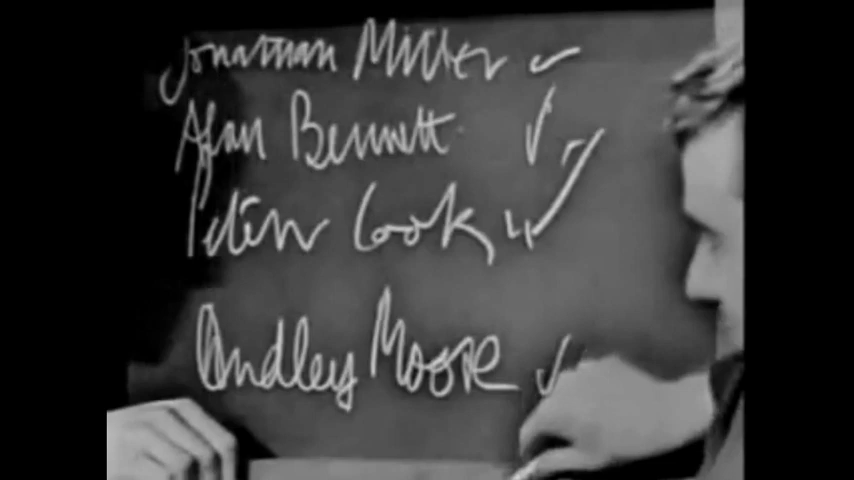 Jonathan Miller ✓
Alan Bennett ✓
Peter Cook ✓
Dudley Moore ✓